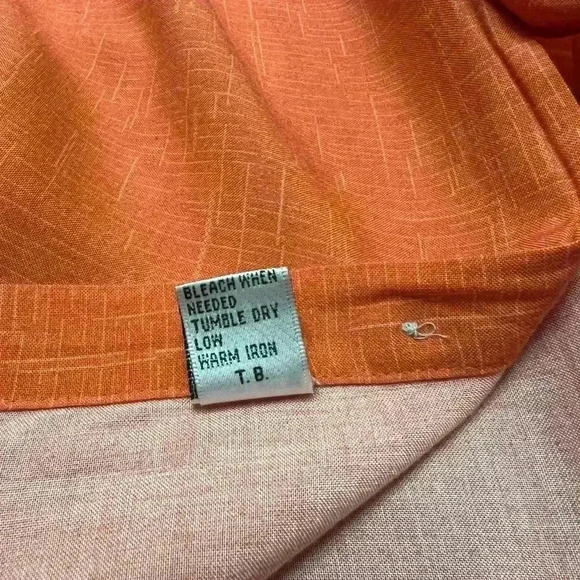 BLEACH WHEN
NEEDED
TUMBLE DRY
LOW
WARM IRON
T.B.